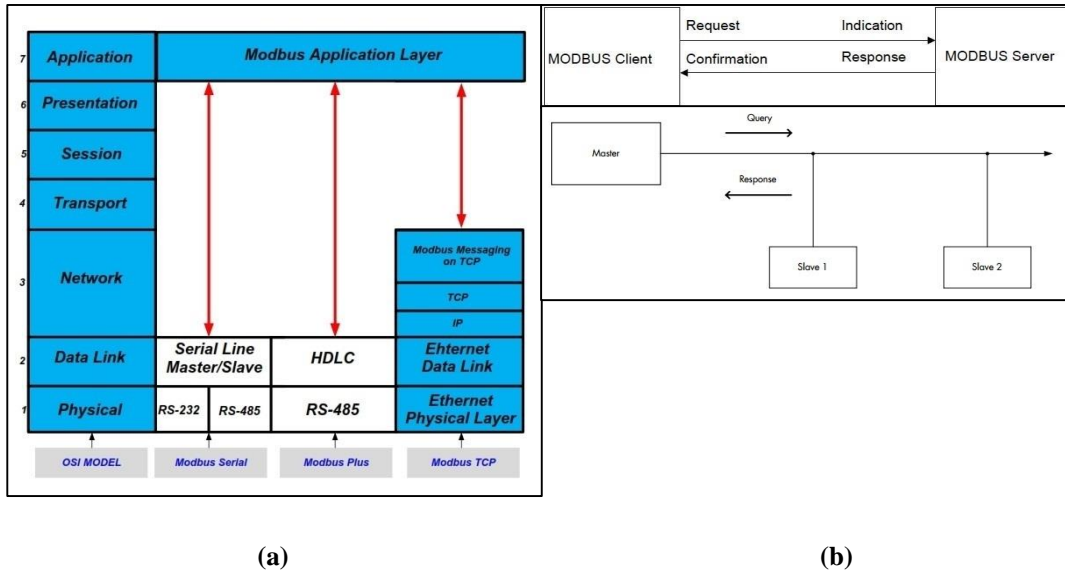 7
Application
Modbus Application Layer
6
Presentation
5
Session
4
Transport
3
Network
Modbus Messaging
on TCP
TCP
IP
2
Data Link
Serial Line
Master/Slave
HDLC
Ehternet
Data Link
1
Physical
RS-232
RS-485
RS-485
Ethernet
Physical Layer
OSI MODEL
Modbus Serial
Modbus Plus
Modbus TCP
(a)
MODBUS Client
Request
Indication
Confirmation
Response
MODBUS Server
Master
Query
Response
Slave 1
Slave 2
(b)